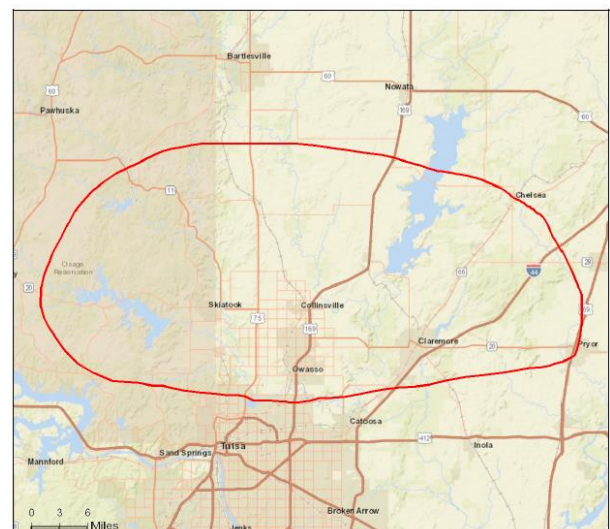 Bartlesville
60
60
Nowata
Pawhuska
169
60
11
Chelsea
Osage
Reservation
66
44
28
20
Skiatook
75
Collinsville
169
69
Claremore
20
Pryor
Owasso
Catoosa
412
Inola
Tulsa
Sand Springs
Mannford
Broken Arrow
Jenks
0 3 6
Miles